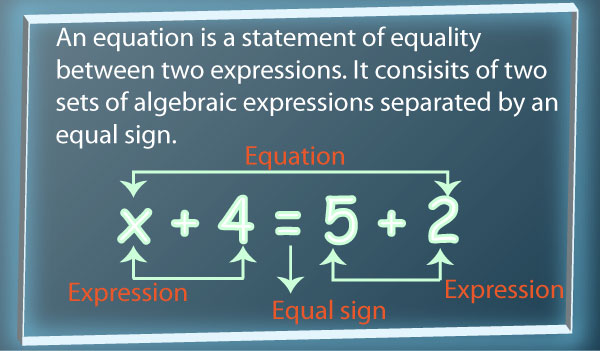 An equation is a statement of equality
between two expressions. It consisits of two
sets of algebraic expressions separated by an
equal sign.
Equation
x + 4 = 5 + 2
Expression
Equal sign
Expression